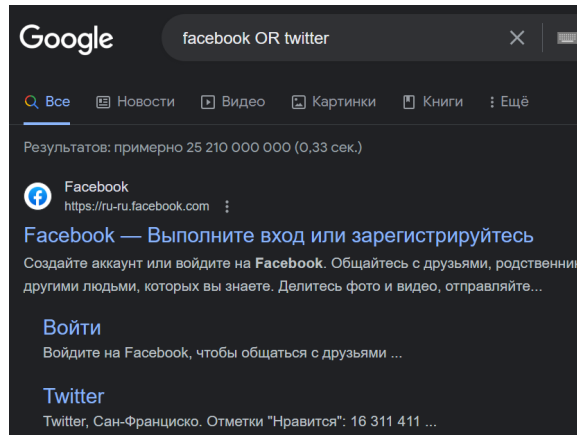 Google
facebook OR twitter
Все Новости Видео Картинки Книги Ещё
Результатов: примерно 25 210 000 000 (0,33 сек.)
Facebook
https://ru-ru.facebook.com
Facebook — Выполните вход или зарегистрируйтесь
Создайте аккаунт или войдите на Facebook. Общайтесь с друзьями,
другими людьми, которых вы знаете. Делитесь фото и видео, отправляйте...
Войти
Войдите на Facebook, чтобы общаться с друзьями ...
Twitter
Twitter, Сан-Франциско. Отметки "Нравится": 16 311 411 ...